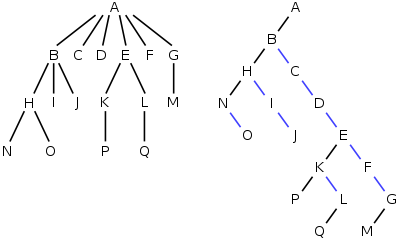 A
B C D E F G
H I J K L M
N O P Q
A
B
H C
N I D
O J E
K F
P L G
Q M